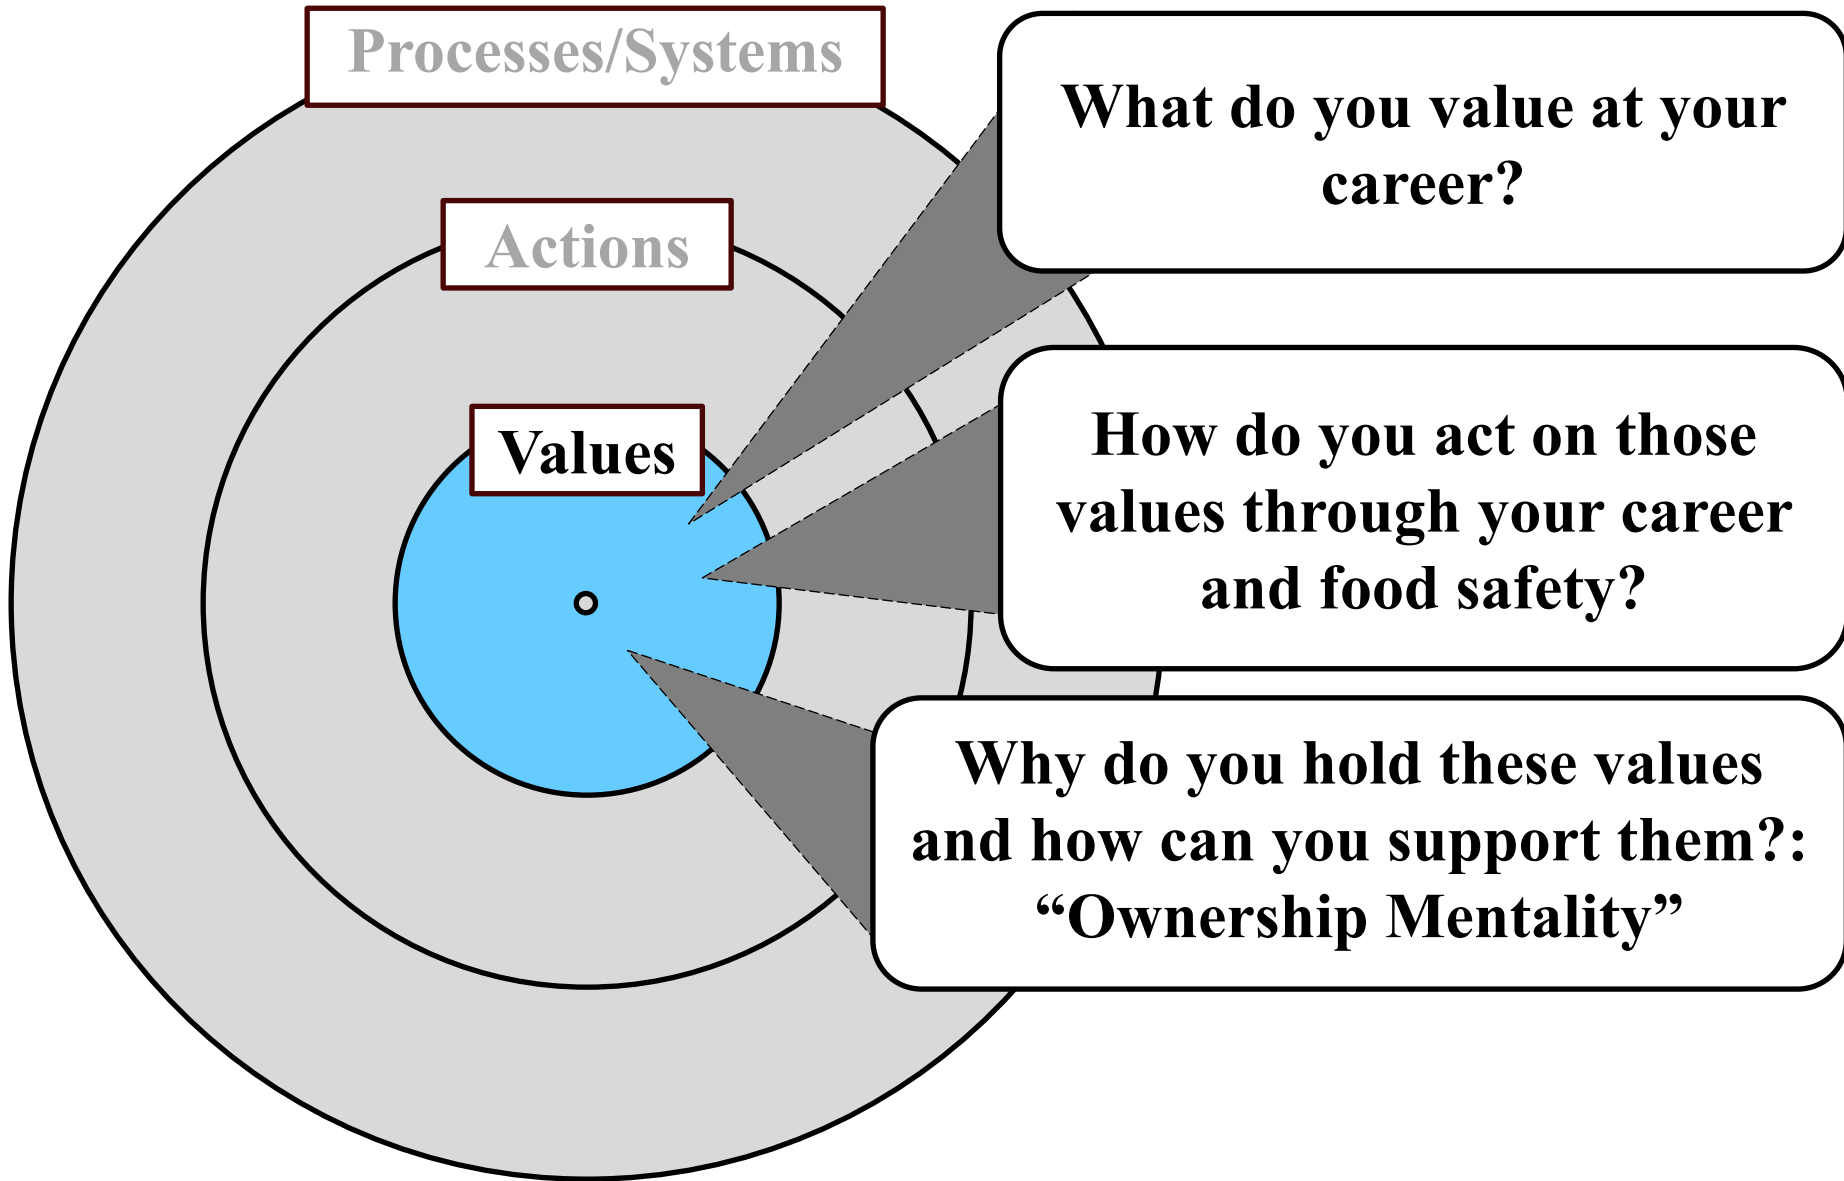 Processes/Systems
Actions
Values
What do you value at your
career?
How do you act on those
values through your career
and food safety?
Why do you hold these values
and how can you support them?:
“Ownership Mentality”